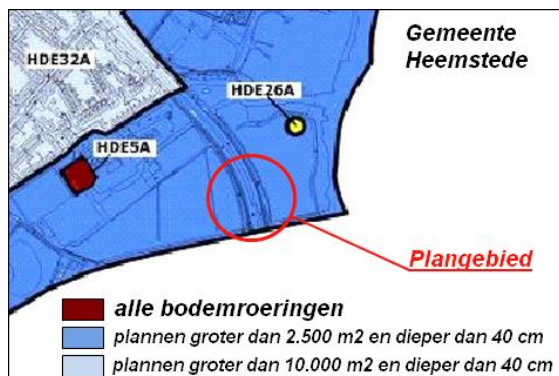 Gemeente
Heemstede
HDE32A
HDE26A
HDE5A
Plangebied
alle bodemroeringen
plannen groter dan 2.500 m2 en dieper dan 40 cm
plannen groter dan 10.000 m2 en dieper dan 40 cm